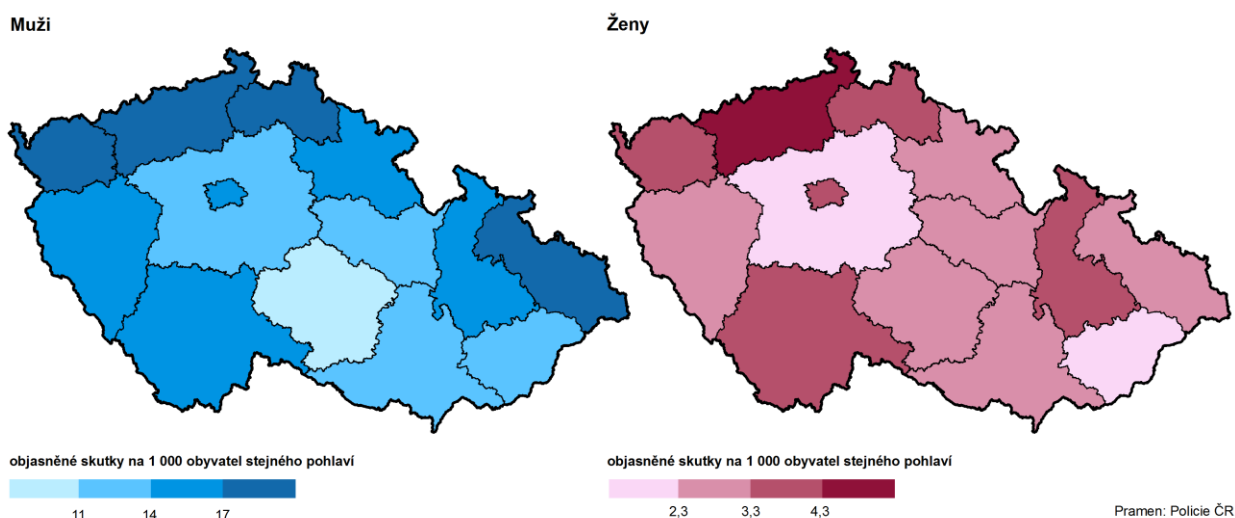 Muži
Ženy
objasněné skutky na 1 000 obyvatel stejného pohlaví
11 14 17
objasněné skutky na 1 000 obyvatel stejného pohlaví
2,3 3,3 4,3
Pramen: Policie ČR